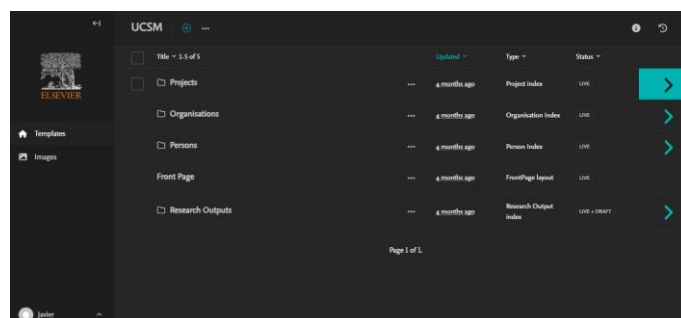 UCSM
Title 1-5 of 5 Updated Type Status
Projects ... 4 months ago Project index LIVE
Organisations ... 4 months ago Organisation Index LIVE
Persons ... 4 months ago Person Index LIVE
Front Page ... 4 months ago FrontPage layout LIVE
Research Outputs ... 4 months ago Research Output index LIVE + DRAFT
Page 1 of 1.
ELSEVIER
Templates
Images
Javier